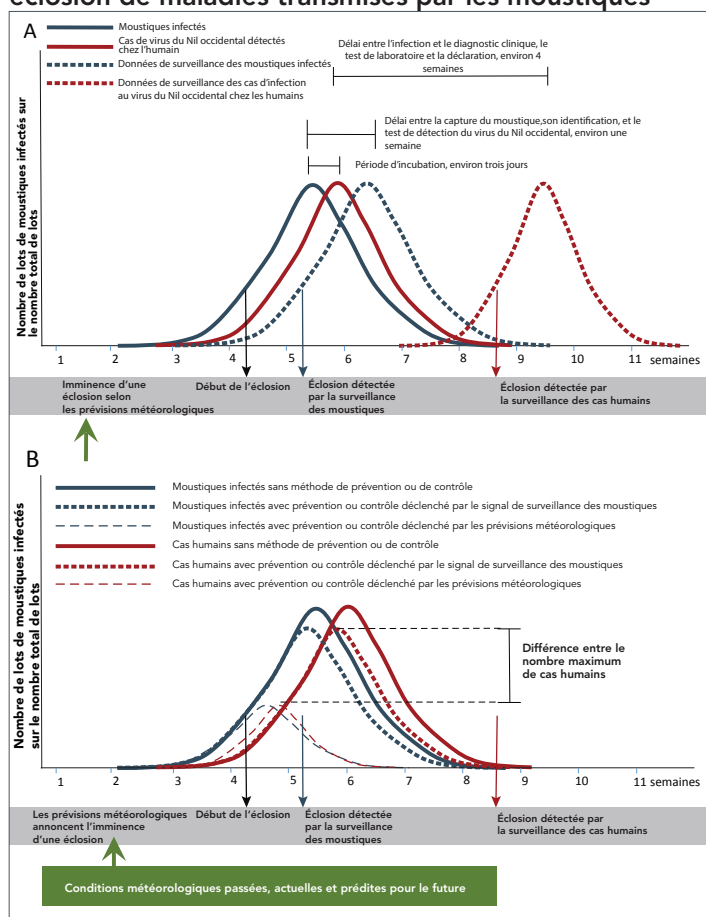 éclosion de maladies transmises par les moustiques
A
Moustiques infectés
Cas de virus du Nil occidental détectés
chez l'humain
Données de surveillance des moustiques infectés
Données de surveillance des cas d'infection
au virus du Nil occidental chez les humains
Délai entre l'infection et le diagnostic clinique, le
test de laboratoire et la déclaration, environ 4
semaines
Délai entre la capture du moustique,son identification, et le
test de détection du virus du Nil occidental, environ une
semaine
Période d'incubation, environ trois jours
Nombre de lots de moustiques infectés sur
le nombre total de lots
1 2 3 4 5 6 7 8 9 10 11 semaines
Imminence d'une
éclosion selon
les prévisions météorologiques
Début de l'éclosion
Éclosion détectée
par la surveillance
des moustiques
Éclosion détectée par
la surveillance des cas humains
B
Moustiques infectés sans méthode de prévention ou de contrôle
Moustiques infectés avec prévention ou contrôle déclenché par le signal de surveillance des moustiques
Moustiques infectés avec prévention ou contrôle déclenché par les prévisions météorologiques
Cas humains sans méthode de prévention ou de contrôle
Cas humains avec prévention ou contrôle déclenché par le signal de surveillance des moustiques
Cas humains avec prévention ou contrôle déclenché par les prévisions météorologiques
Nombre de lots de moustiques infectés
sur le nombre total de lots
Différence entre le
nombre maximum
de cas humains
1 2 3 4 5 6 7 8 9 10 11 semaines
Les prévisions météorologiques
annoncent l'imminence
d'une éclosion
Début de l'éclosion
Éclosion détectée
par la surveillance
des moustiques
Éclosion détectée par
la surveillance des cas humains
Conditions météorologiques passées, actuelles et prédites pour le future